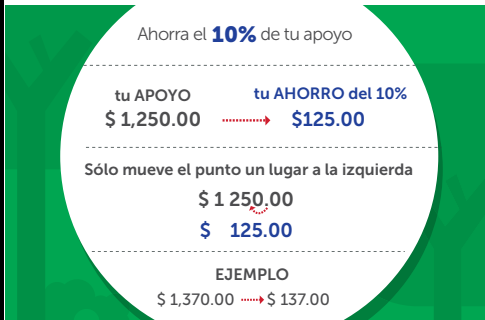 Ahorra el 10% de tu apoyo
tu APOYO tu AHORRO del 10%
$ 1,250.00 $125.00
Sólo mueve el punto un lugar a la izquierda
$ 1 250.00
$ 125.00
EJEMPLO
$ 1,370.00 $ 137.00